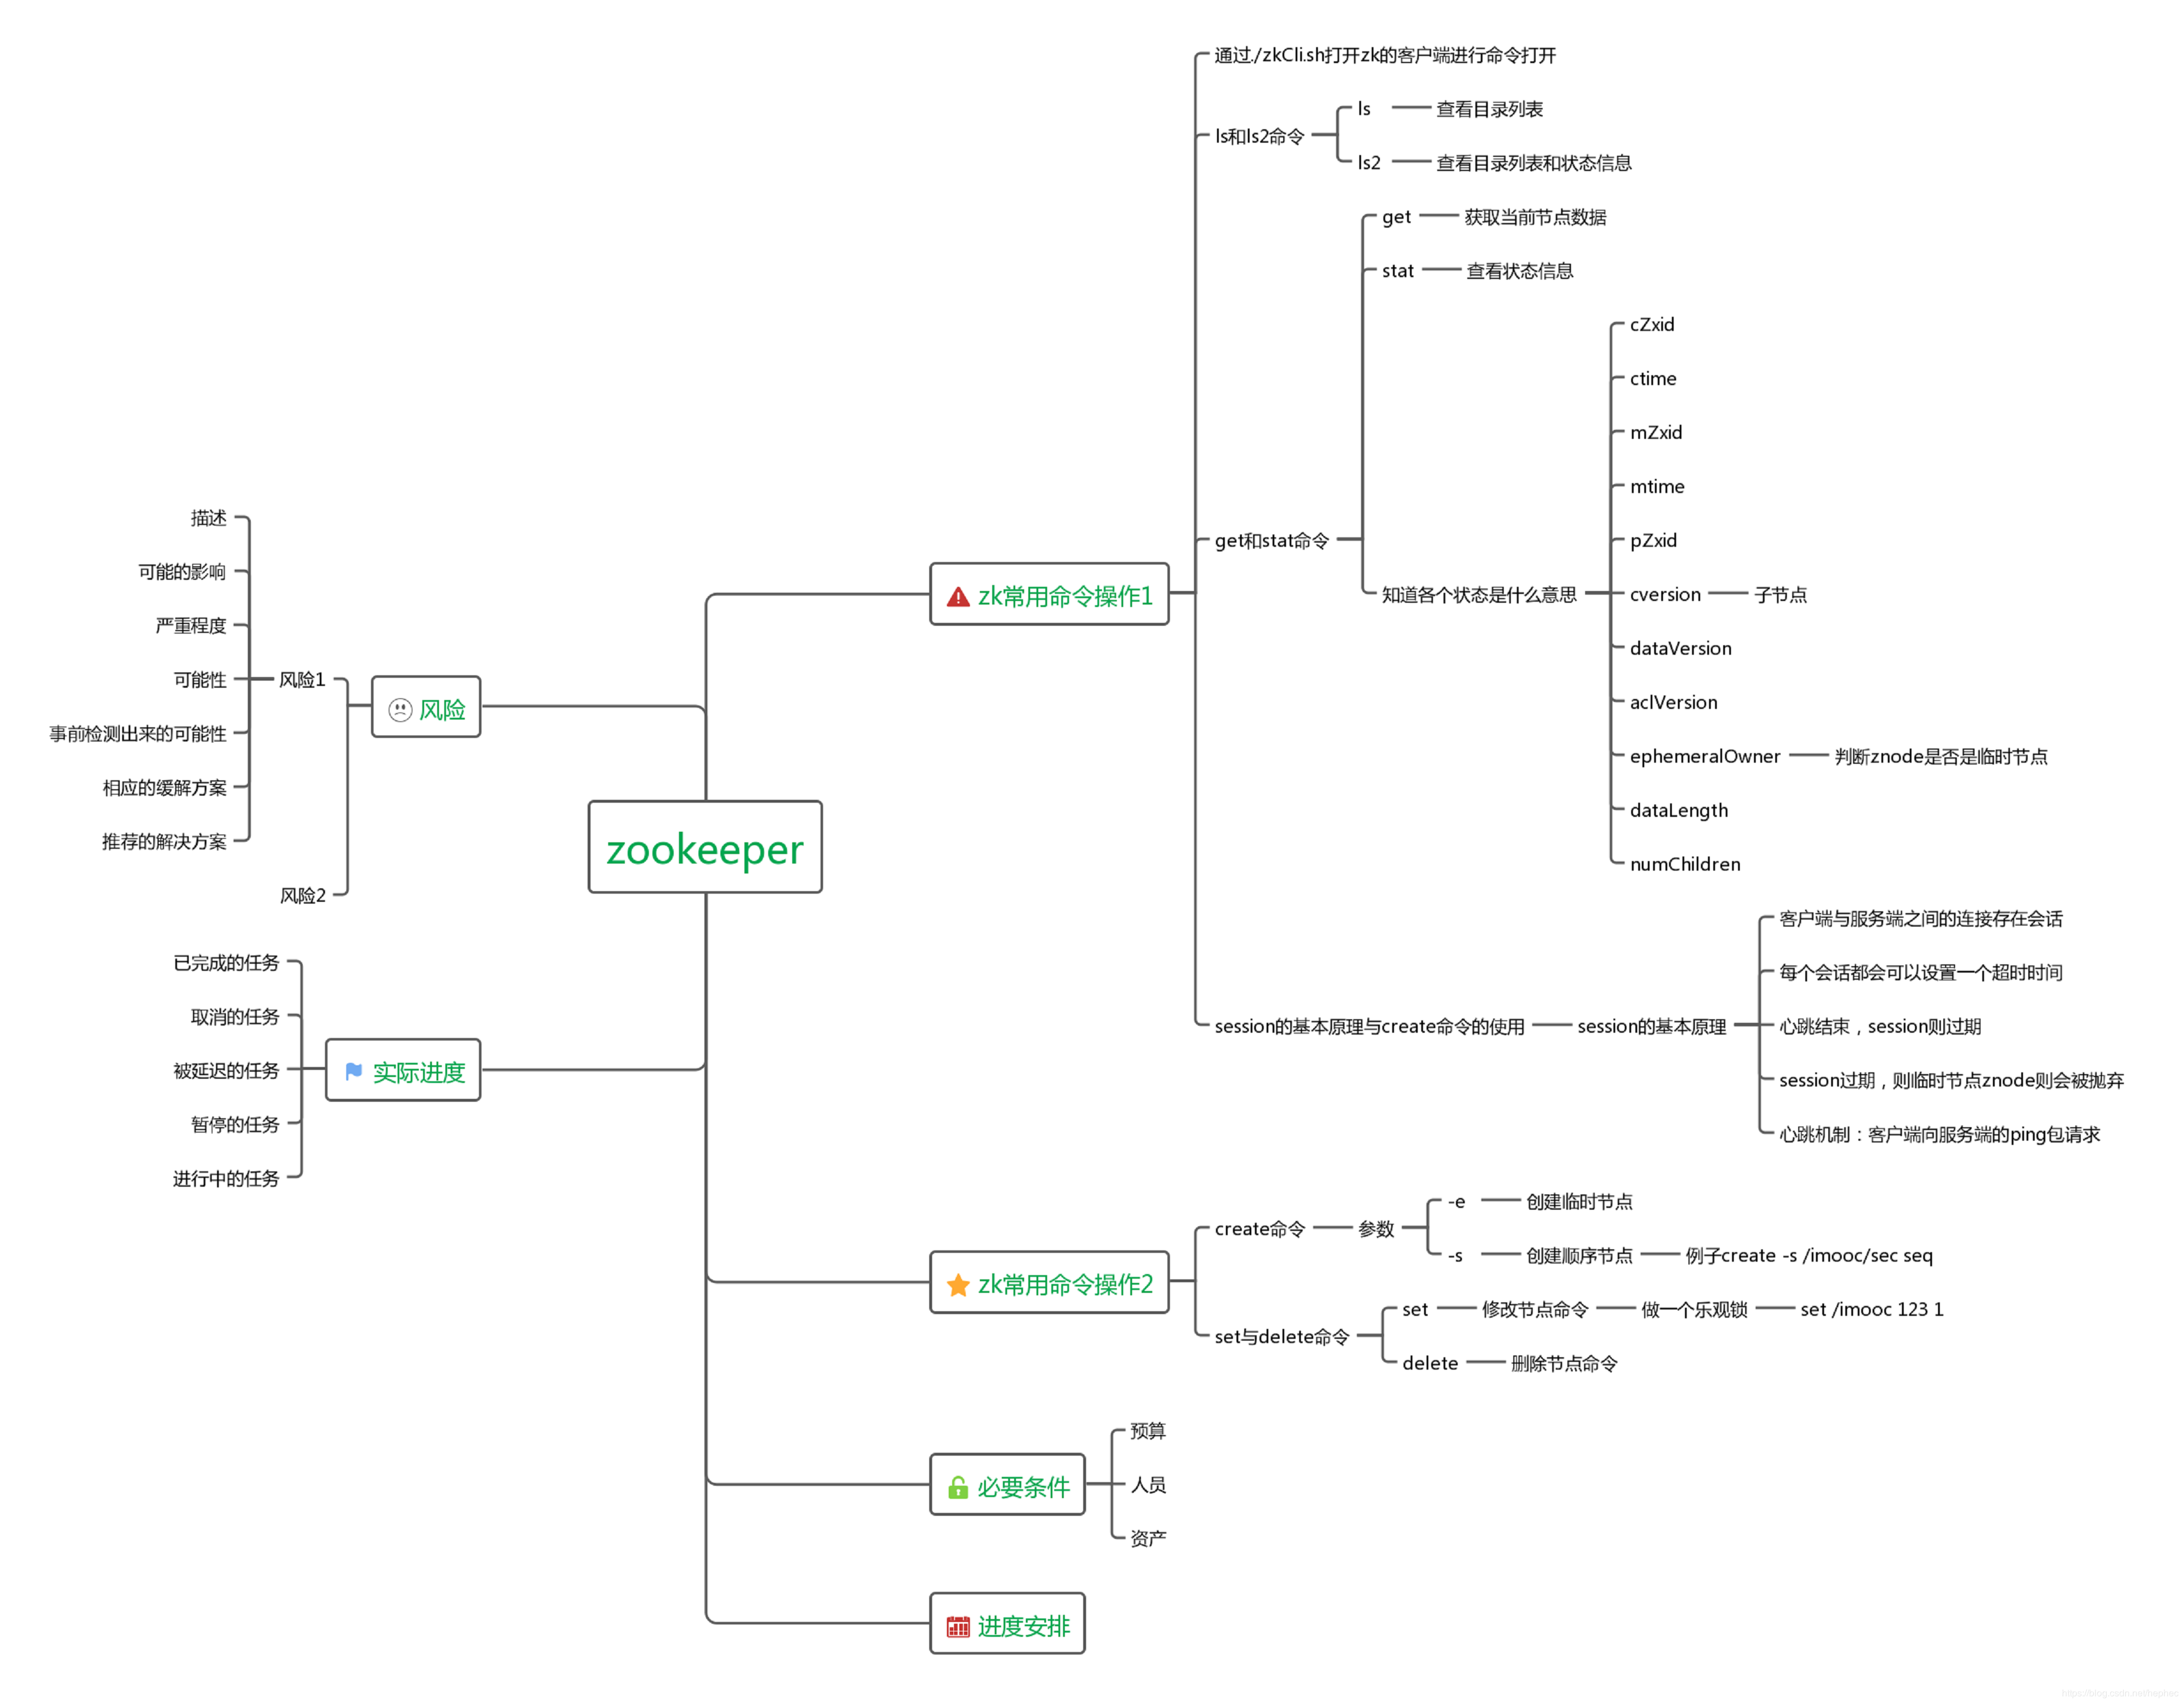 zookeeper
zk常用命令操作1
通过./zkCli.sh打开zk的客户端进行命令打开
ls和ls2命令
ls
查看目录列表
ls2
查看目录列表和状态信息
get和stat命令
get
获取当前节点数据
stat
查看状态信息
知道各个状态是什么意思
cZxid
ctime
mZxid
mtime
pZxid
cversion
子节点
dataVersion
aclVersion
ephemeralOwner
判断znode是否是临时节点
dataLength
numChildren
session的基本原理与create命令的使用
session的基本原理
客户端与服务端之间的连接存在会话
每个会话都会可以设置一个超时时间
心跳结束，session则过期
session过期，则临时节点znode则会被抛弃
心跳机制：客户端向服务端的ping包请求
zk常用命令操作2
create命令
参数
-e
创建临时节点
-s
创建顺序节点
例子create -s /imooc/sec seq
set与delete命令
set
修改节点命令
做一个乐观锁
set /imooc 123 1
delete
删除节点命令
必要条件
预算
人员
资产
进度安排
风险
风险1
描述
可能的影响
严重程度
可能性
事前检测出来的可能性
相应的缓解方案
推荐的解决方案
风险2
实际进度
已完成的任务
取消的任务
被延迟的任务
暂停的任务
进行中的任务